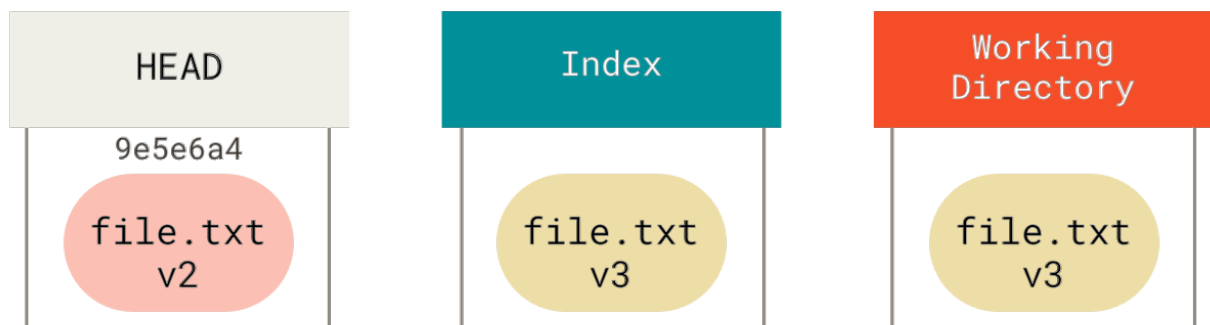 HEAD
Index
Working
Directory
9e5e6a4
file.txt
v2
file.txt
v3
file.txt
v3